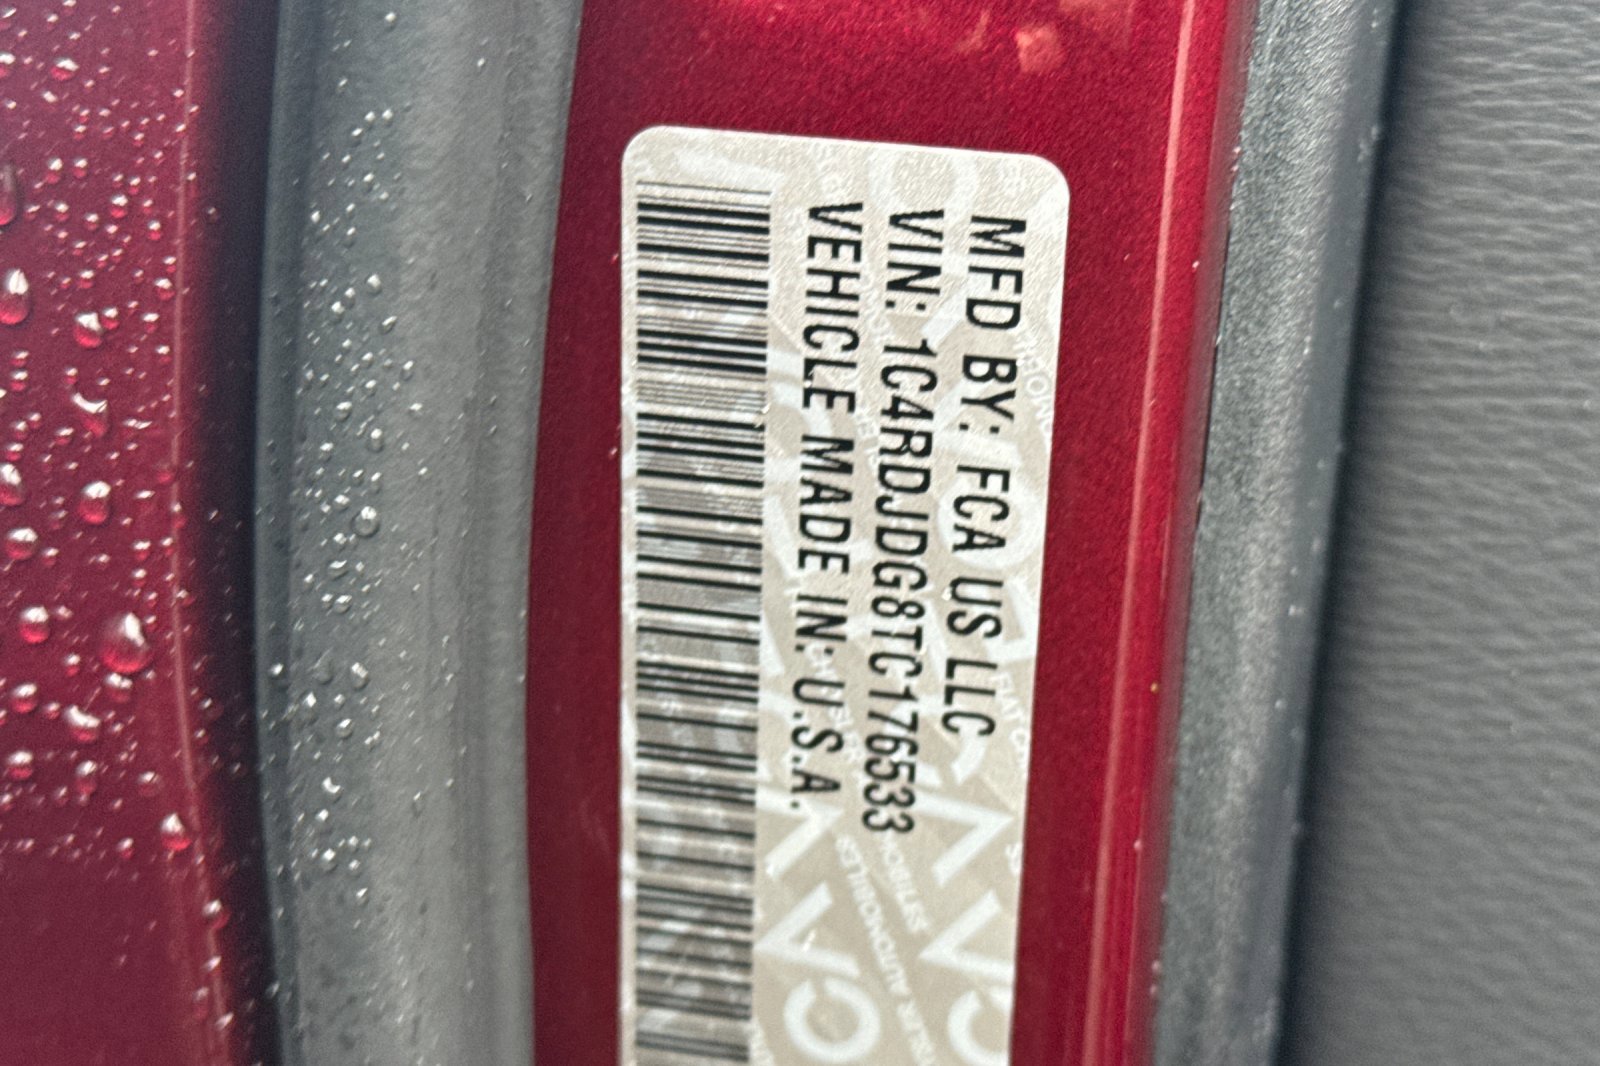 MFD BY: FCA US LLC
VIN: 1C4RDJDG8TC176533
VEHICLE MADE IN: U.S.A.